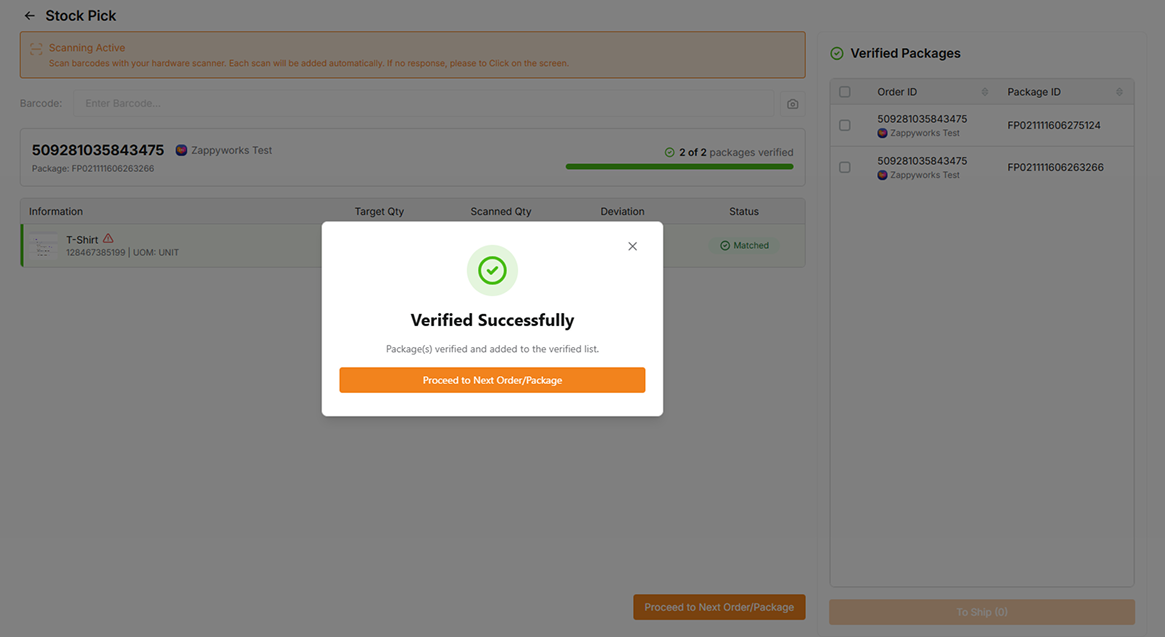 Stock Pick
Scanning Active
Scan barcodes with your hardware scanner. Each scan will be added automatically. If no response, please to Click on the screen.
Barcode: Enter Barcode...
509281035843475 Zappyworks Test
Package: FP021111606263266
2 of 2 packages verified
Information Target Qty Scanned Qty Deviation Status
T-Shirt
128467385199 | UOM: UNIT
Matched
Verified Successfully
Package(s) verified and added to the verified list.
Proceed to Next Order/Package
Proceed to Next Order/Package
Verified Packages
Order ID Package ID
509281035843475
Zappyworks Test
FP021111606275124
509281035843475
Zappyworks Test
FP021111606263266
To Ship (0)